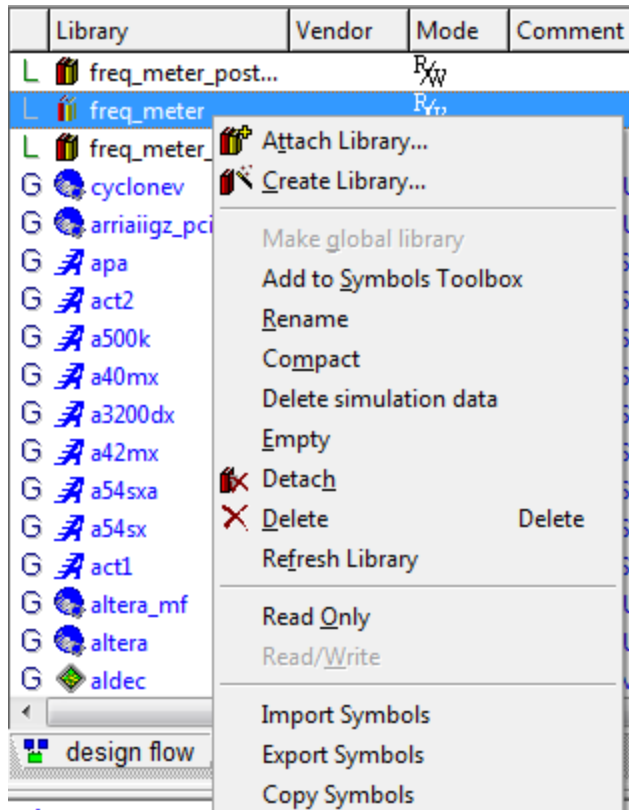 Library Vendor Mode Comment
L freq_meter_post... R/W
L freq_meter R/W
L freq_meter_
Attach Library...
Create Library...
G cyclonev
G arriaiigz_pci
G apa
G act2
G a500k
G a40mx
G a3200dx
G a42mx
G a54sxa
G a54sx
G act1
G altera_mf
G altera
G aldec
Make global library
Add to Symbols Toolbox
Rename
Compact
Delete simulation data
Empty
Detach
Delete Delete
Refresh Library
Read Only
Read/Write
Import Symbols
Export Symbols
Copy Symbols
design flow